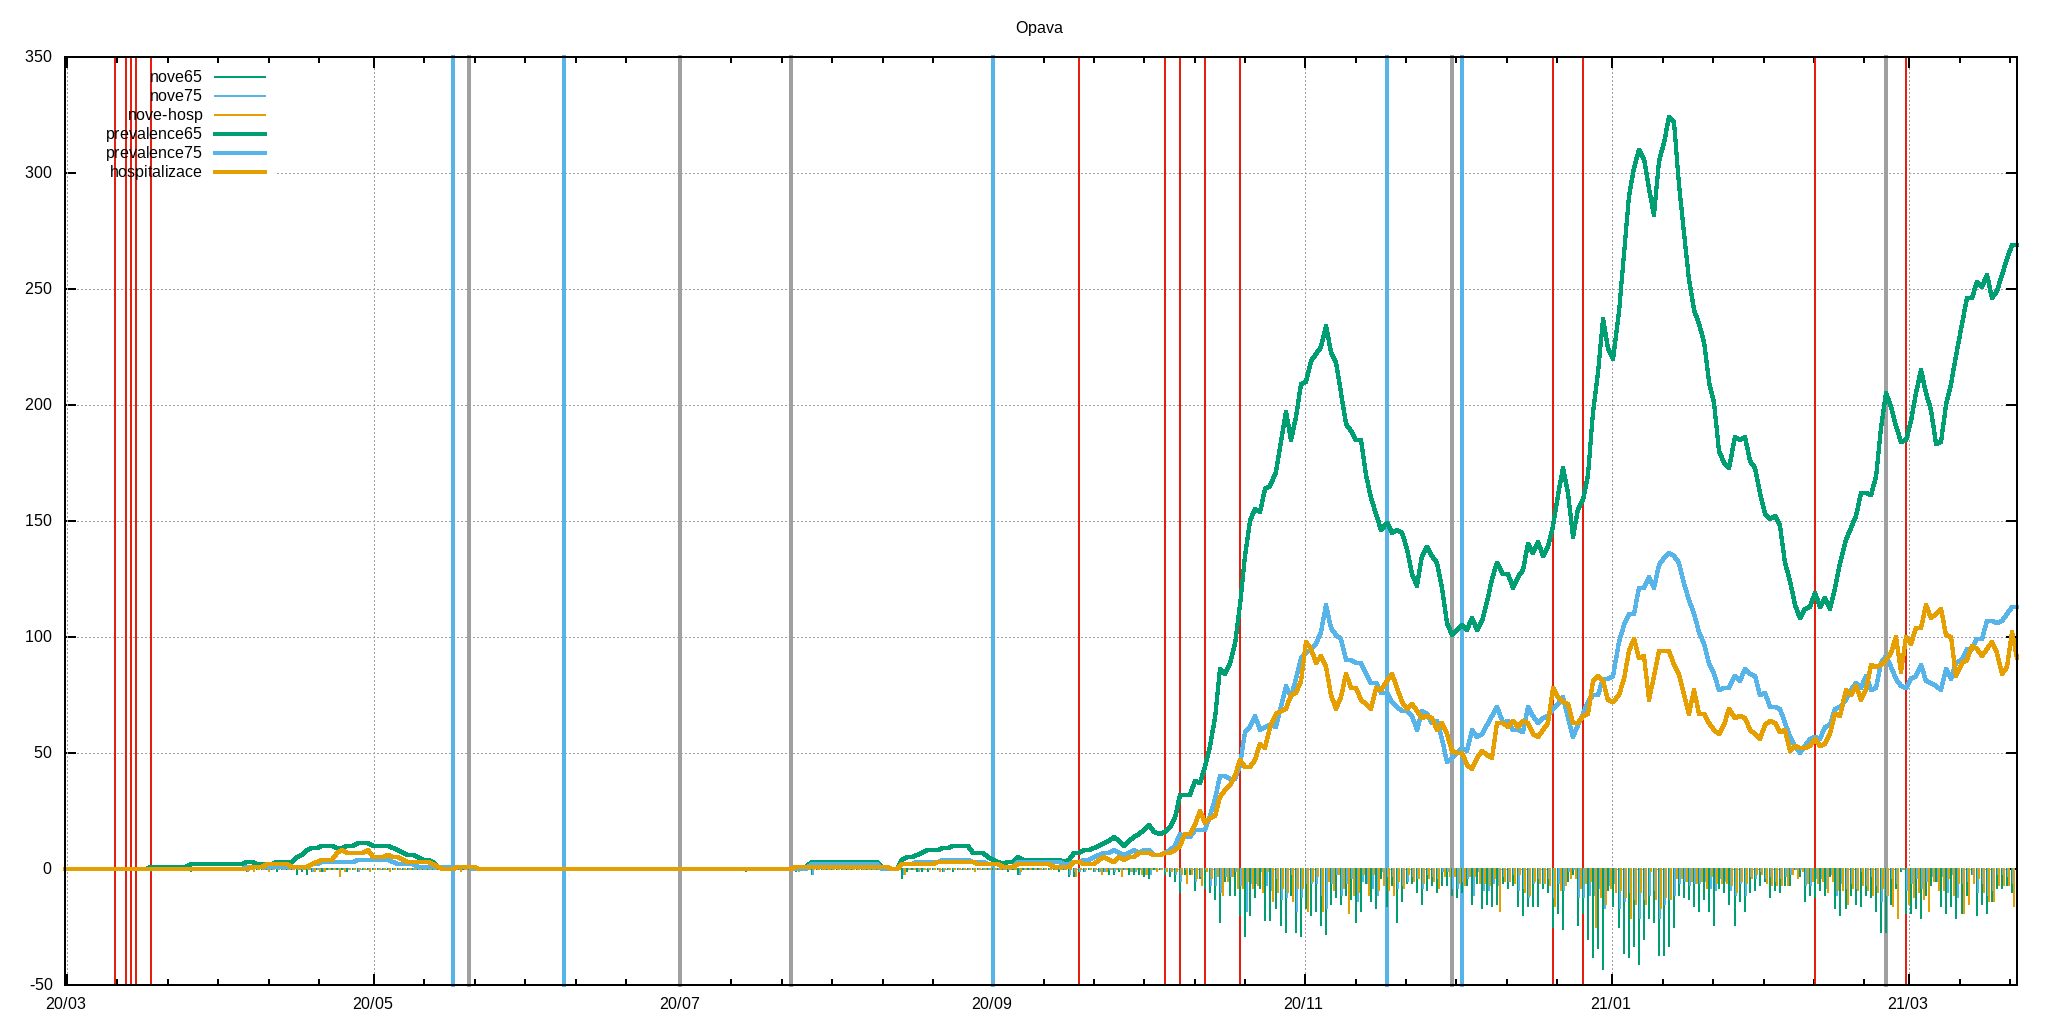 Opava
350
nove65
nove75
nove-hosp
prevalence65
prevalence75
hospitalizace
300
250
200
150
100
50
0
-50
20/03 20/05 20/07 20/09 20/11 21/01 21/03